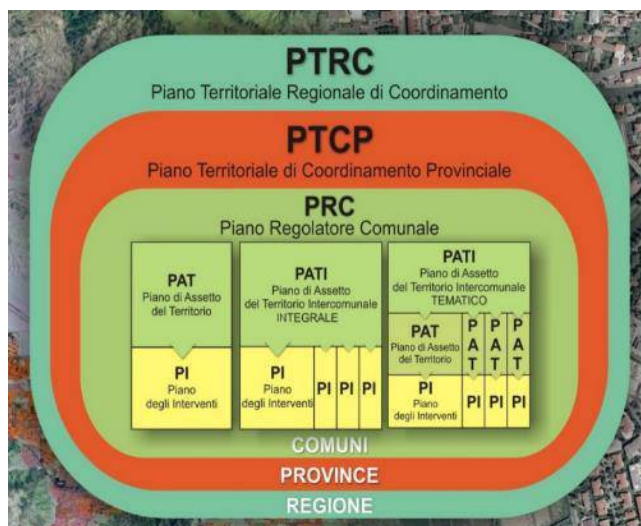 PTRC
Piano Territoriale Regionale di Coordinamento
PTCP
Piano Territoriale di Coordinamento Provinciale
PRC
Piano Regolatore Comunale
PAT
Piano di Assetto
del Territorio
PI
Piano
degli Interventi
PATI
Piano di Assetto
del Territorio Intercomunale
INTEGRALE
PI
Piano
degli Interventi
PI
PI
PI
PATI
Piano di Assetto
del Territorio Intercomunale
TEMATICO
PAT
Piano di Assetto
del Territorio
PAT
PAT
PAT
PI
Piano
degli Interventi
PI
PI
PI
COMUNI
PROVINCE
REGIONE